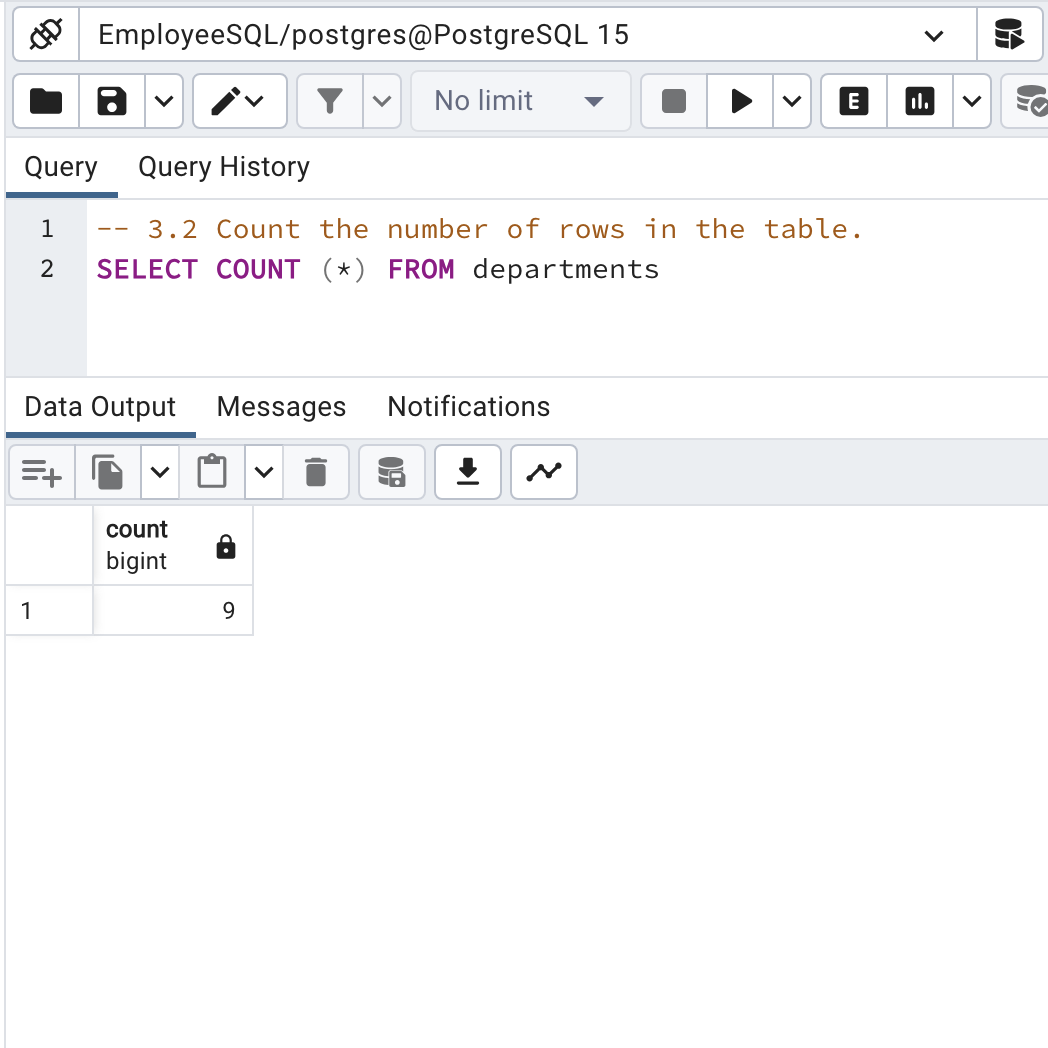 EmployeeSQL/postgres@PostgreSQL 15
No limit
E
Query Query History
1 -- 3.2 Count the number of rows in the table.
2 SELECT COUNT (*) FROM departments
Data Output Messages Notifications
count
bigint
1 9